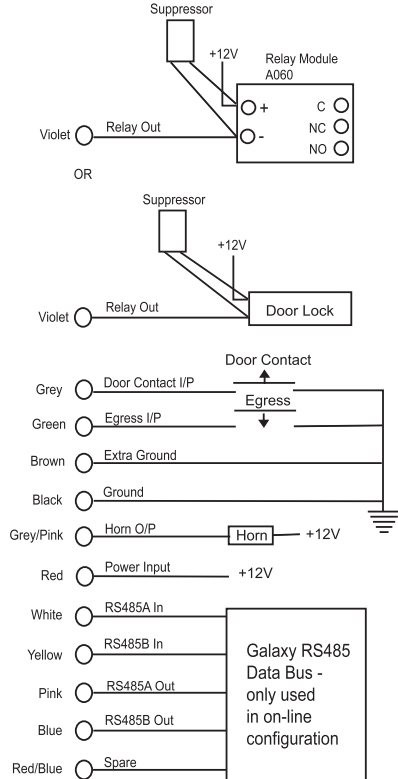 Suppressor
+12V
Relay Module
A060
+
C
NC
-
Violet
Relay Out
NO
OR
Suppressor
+12V
Violet
Relay Out
Door Lock
Door Contact
Grey
Door Contact I/P
Egress
Green
Egress I/P
Brown
Extra Ground
Black
Ground
Grey/Pink
Horn O/P
Horn
+12V
Red
Power Input
+12V
White
RS485A In
Yellow
RS485B In
Galaxy RS485
Data Bus -
only used
in on-line
configuration
Pink
RS485A Out
Blue
RS485B Out
Red/Blue
Spare